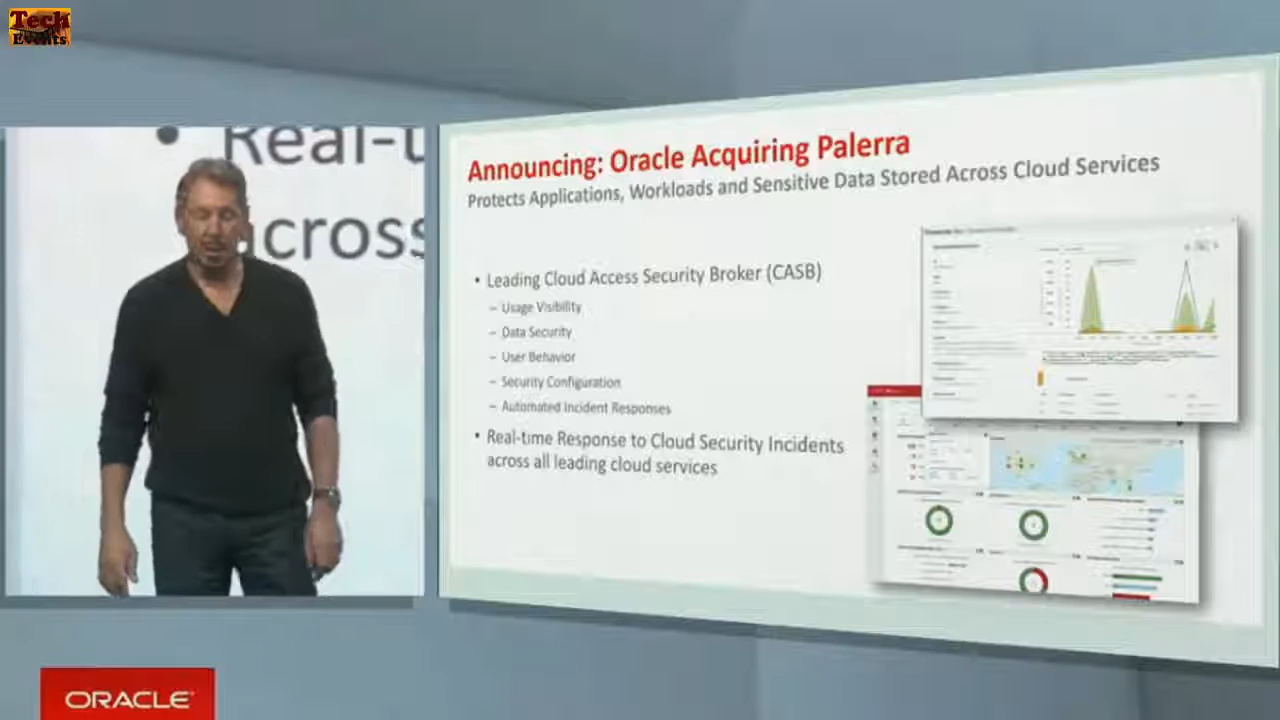 Tech
Events
Real-t
across
Announcing: Oracle Acquiring Palerra
Protects Applications, Workloads and Sensitive Data Stored Across Cloud Services
• Leading Cloud Access Security Broker (CASB)
– Usage Visibility
– Data Security
– User Behavior
– Security Configuration
– Automated Incident Responses
• Real-time Response to Cloud Security Incidents
across all leading cloud services
ORACLE